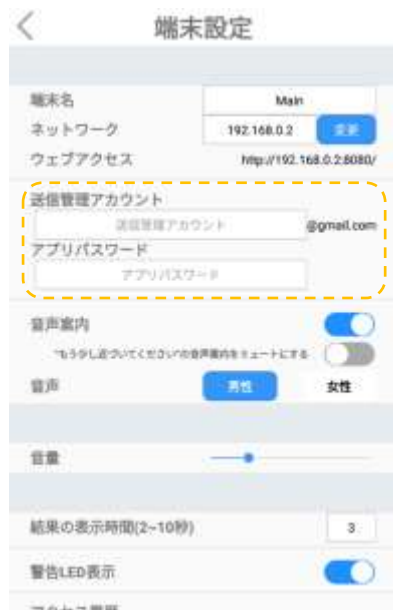 端末設定
端末名 Main
ネットワーク 192.168.0.2 変更
ウェブアクセス http://192.168.0.2:8080/
送信管理アカウント
送信管理アカウント @gmail.com
アプリパスワード
アプリパスワード
音声案内
"もう少し近づいてください"の音声案内をミュートにする
音声 男性 女性
音量
結果の表示時間(2~10秒) 3
警告LED表示